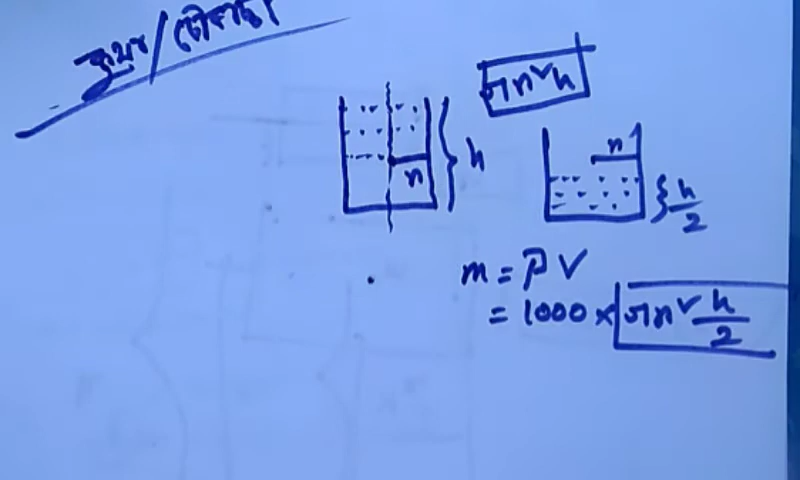 πr²h
h
r
r
h/2
m = ρV
= 1000 × πr² h/2